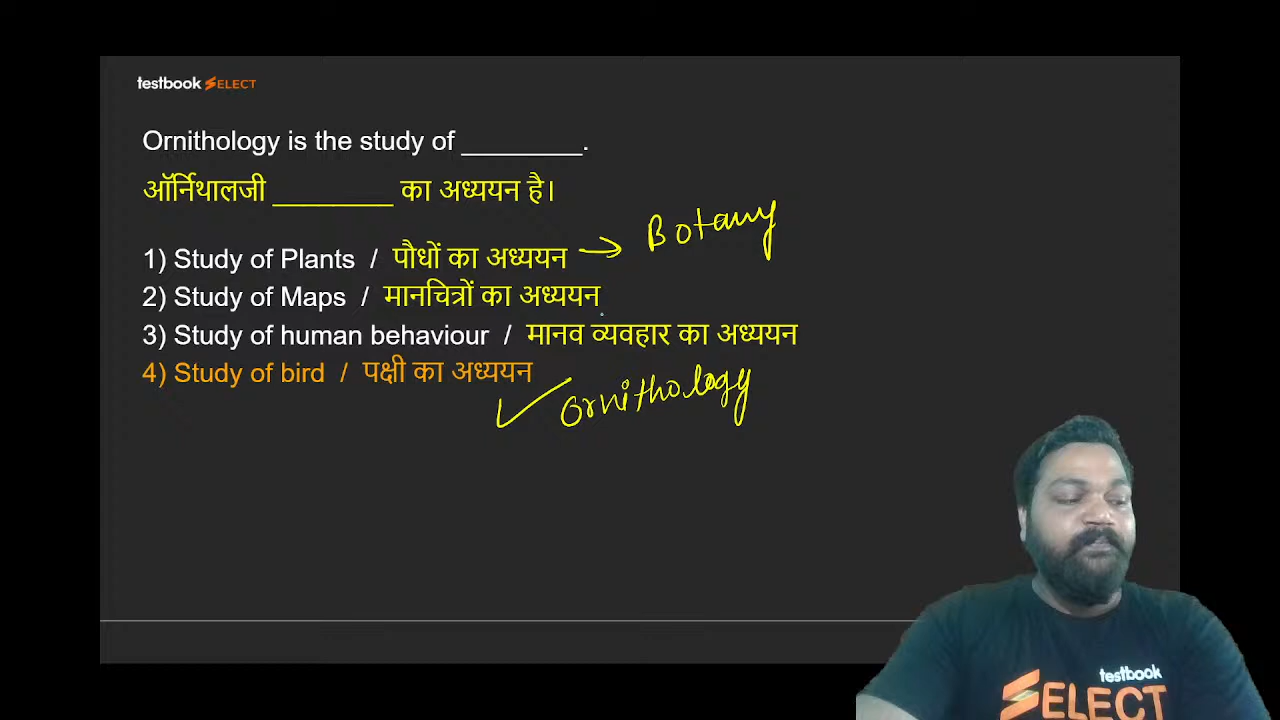 testbook SELECT
Ornithology is the study of ________.
ऑर्निथालजी ________ का अध्ययन है।
1) Study of Plants / पौधों का अध्ययन → Botany
2) Study of Maps / मानचित्रों का अध्ययन
3) Study of human behaviour / मानव व्यवहार का अध्ययन
4) Study of bird / पक्षी का अध्ययन
✓ Ornithology
testbook
SELECT